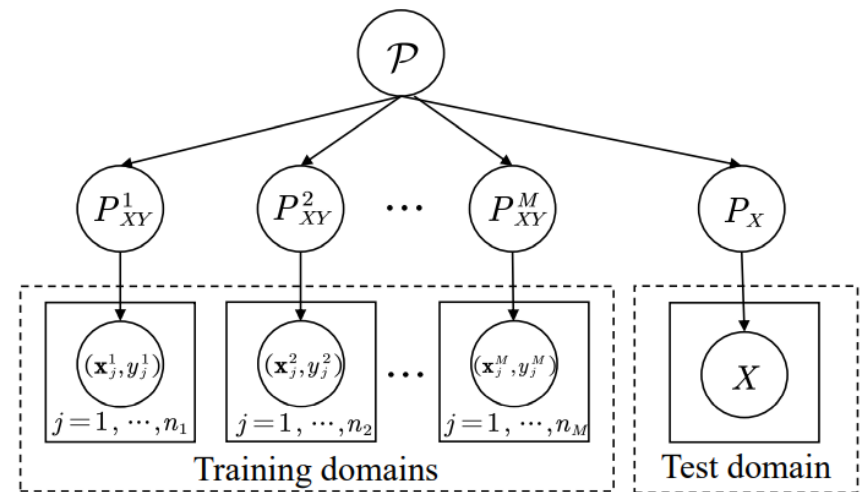 𝒫
P^1_{XY} P^2_{XY} ⋯ P^M_{XY} P_X
(𝐱^1_j, y^1_j) (𝐱^2_j, y^2_j) ⋯ (𝐱^M_j, y^M_j) X
j=1, ⋯, n_1 j=1, ⋯, n_2 j=1, ⋯, n_M
Training domains Test domain